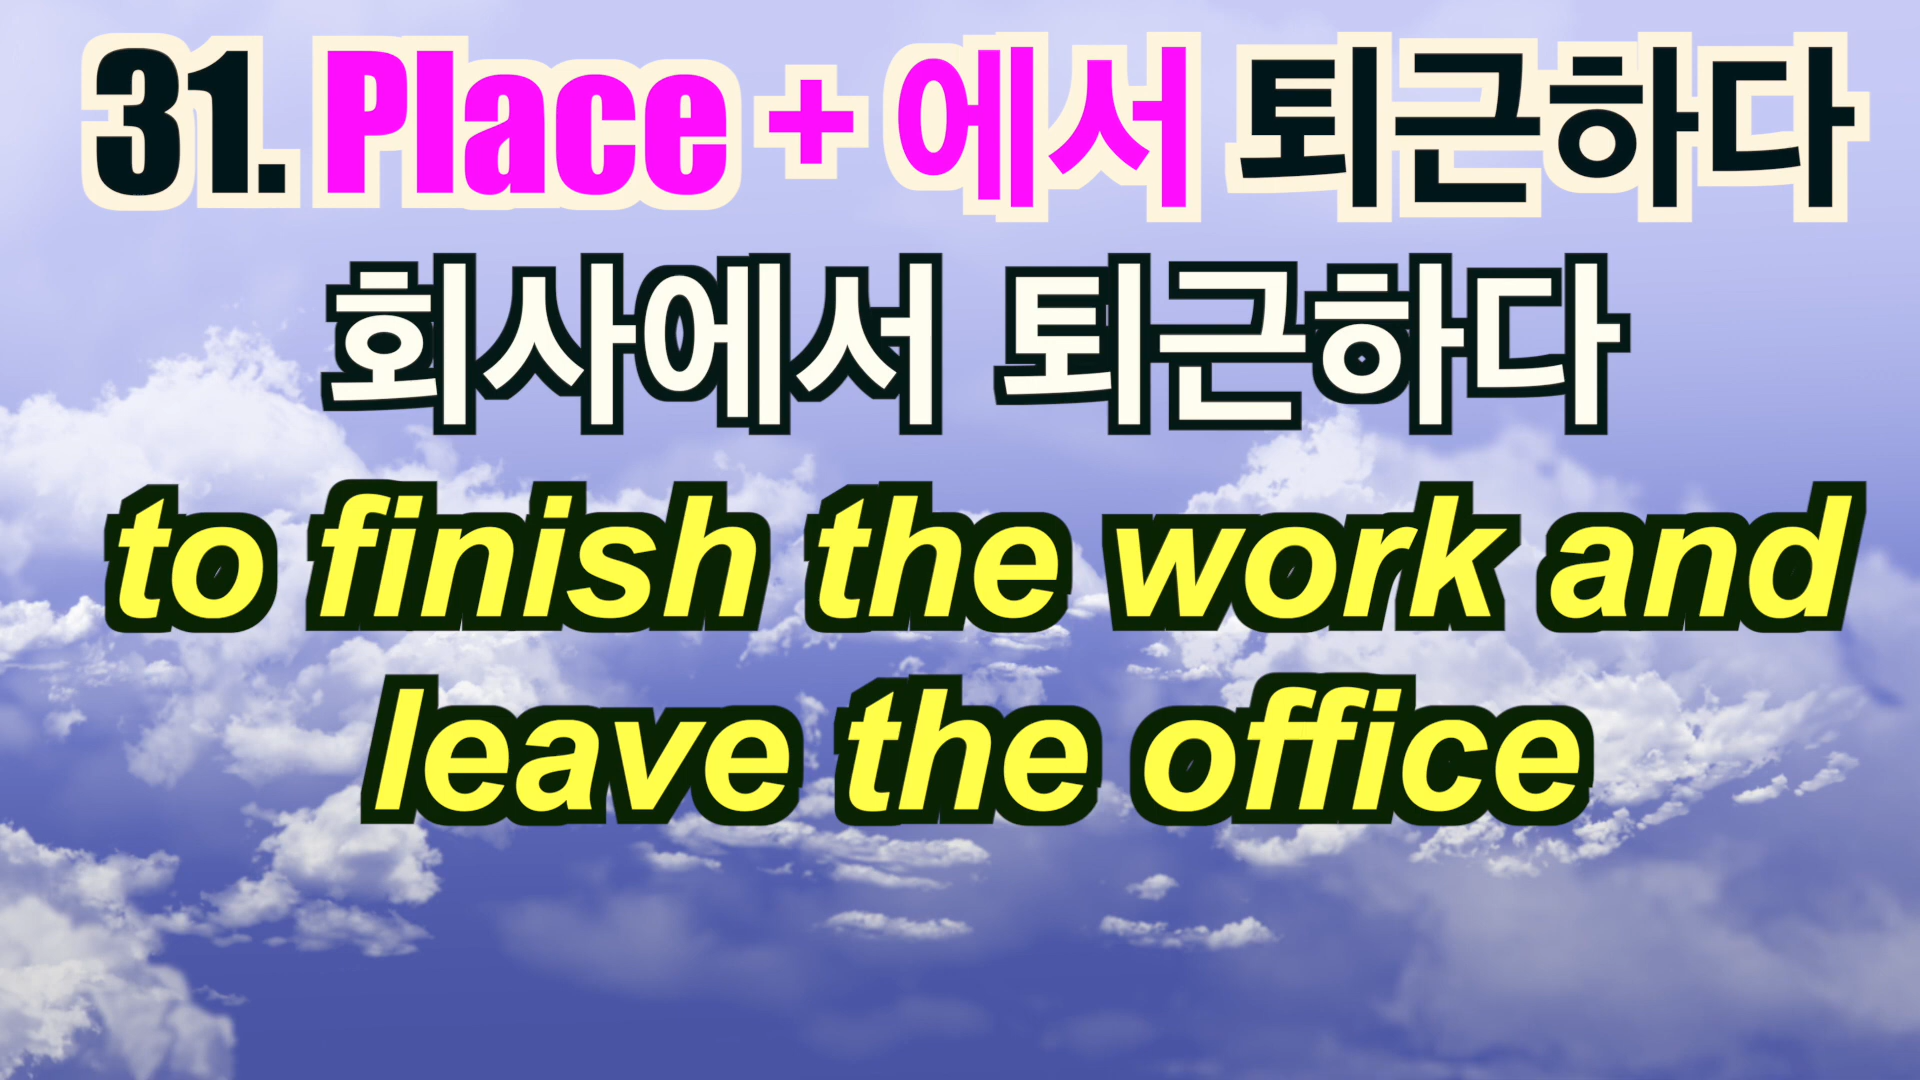 31. Place + 에서 퇴근하다
회사에서 퇴근하다
to finish the work and
leave the office